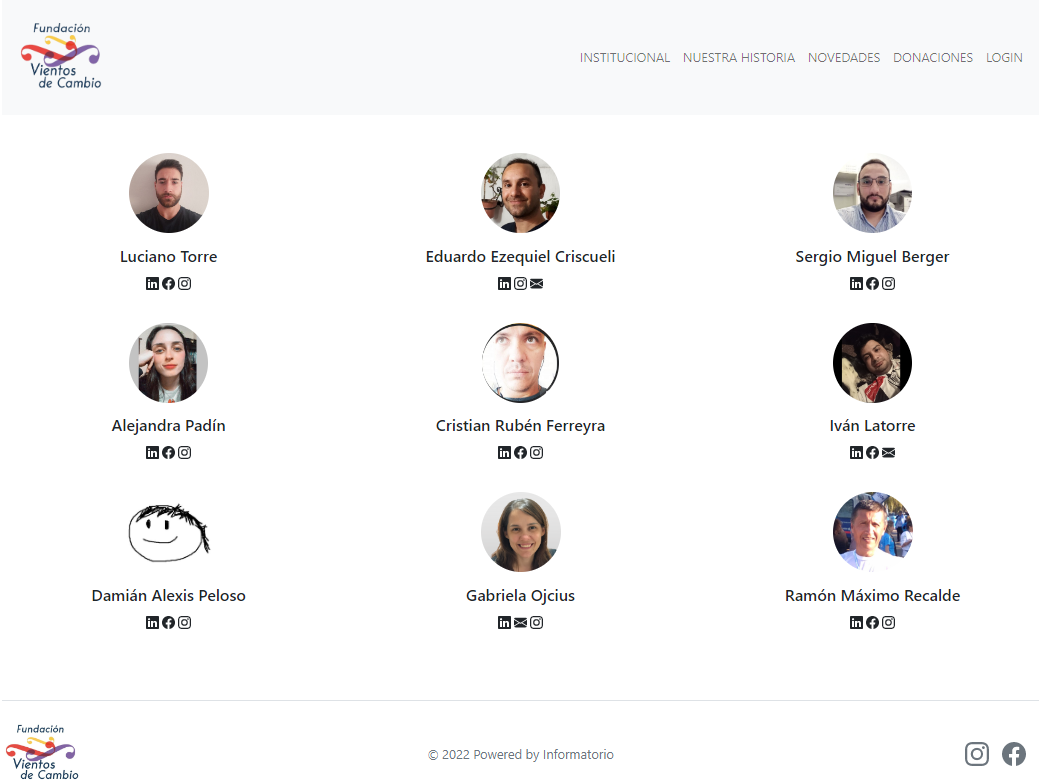 Fundación
Vientos
de Cambio
INSTITUCIONAL NUESTRA HISTORIA NOVEDADES DONACIONES LOGIN
Luciano Torre
Eduardo Ezequiel Criscueli
Sergio Miguel Berger
Alejandra Padín
Cristian Rubén Ferreyra
Iván Latorre
Damián Alexis Peloso
Gabriela Ojcius
Ramón Máximo Recalde
Fundación
Vientos
de Cambio
© 2022 Powered by Informatorio